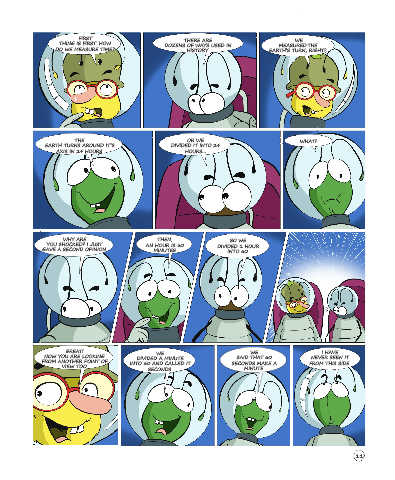 FIRST
THING IS FIRST HOW
DO WE MEASURE TIME?
THERE ARE
DOZENS OF WAYS USED IN
HISTORY
WE
MEASURED THE
EARTH'S TURN, RIGHT?
THE
EARTH TURNS AROUND IT'S
AXIS IN 24 HOURS
OR WE
DIVIDED IT INTO 24
HOURS
WHAT?
WHY ARE
YOU SHOCKED? I JUST
GAVE A SECOND OPINION
THEN,
AN HOUR IS 60
MINUTES
SO WE
DIVIDED 1 HOUR
INTO 60
GREAT!
NOW YOU ARE LOOKING
FROM ANOTHER POINT OF
VIEW TOO
WE
DIVIDED A MINUTE
INTO 60 AND CALLED IT
SECONDS
WE
SAID THAT 60
SECONDS MAKE A
MINUTE
I HAVE
NEVER SEEN IT
FROM THIS SIDE